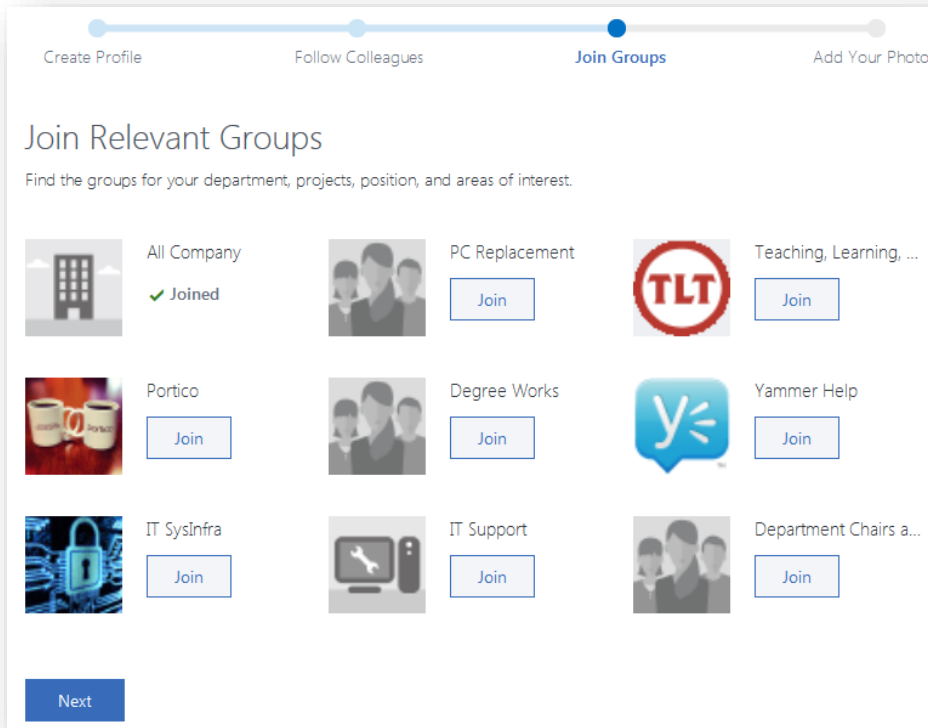 Create Profile
Follow Colleagues
Join Groups
Add Your Photo
Join Relevant Groups
Find the groups for your department, projects, position, and areas of interest.
All Company
Joined
PC Replacement
Join
TLT
Teaching, Learning, ...
Join
Portico
Join
Degree Works
Join
Yammer Help
Join
IT SysInfra
Join
IT Support
Join
Department Chairs a...
Join
Next